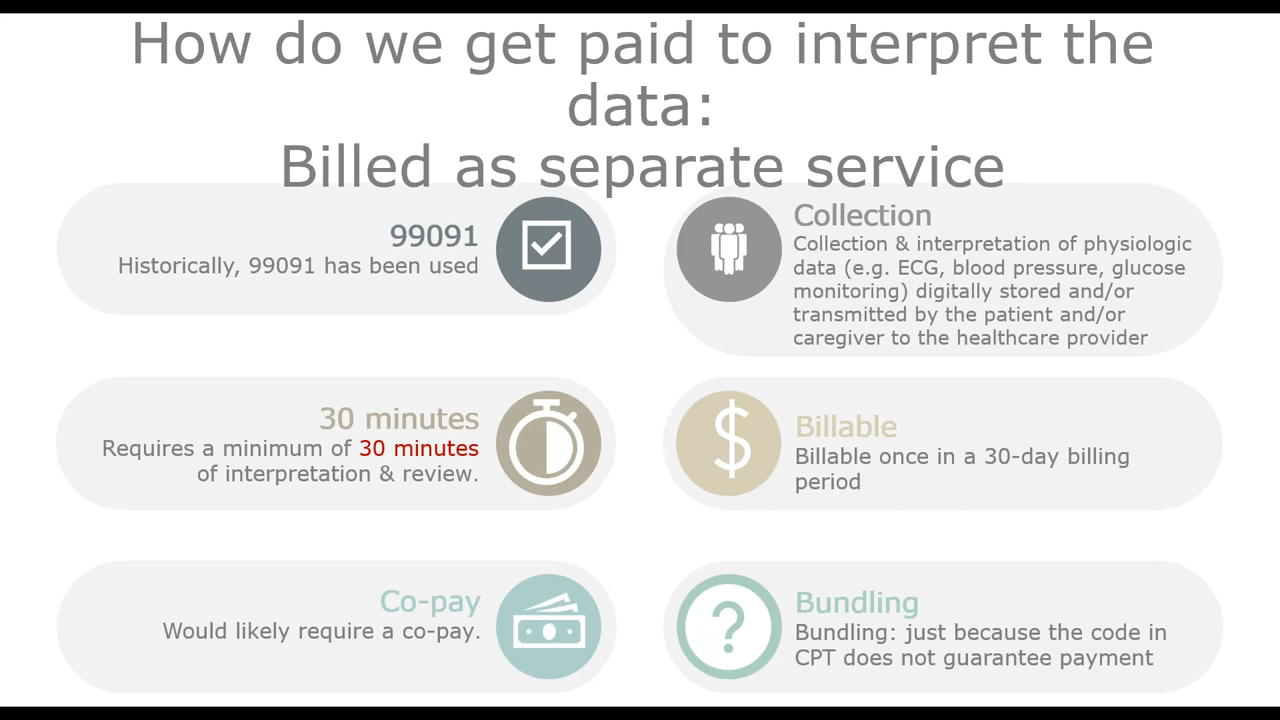 How do we get paid to interpret the
data:
Billed as separate service
99091
Historically, 99091 has been used
Collection
Collection & interpretation of physiologic
data (e.g. ECG, blood pressure, glucose
monitoring) digitally stored and/or
transmitted by the patient and/or
caregiver to the healthcare provider
30 minutes
Requires a minimum of 30 minutes
of interpretation & review.
Billable
Billable once in a 30-day billing
period
Co-pay
Would likely require a co-pay.
Bundling
Bundling: just because the code in
CPT does not guarantee payment